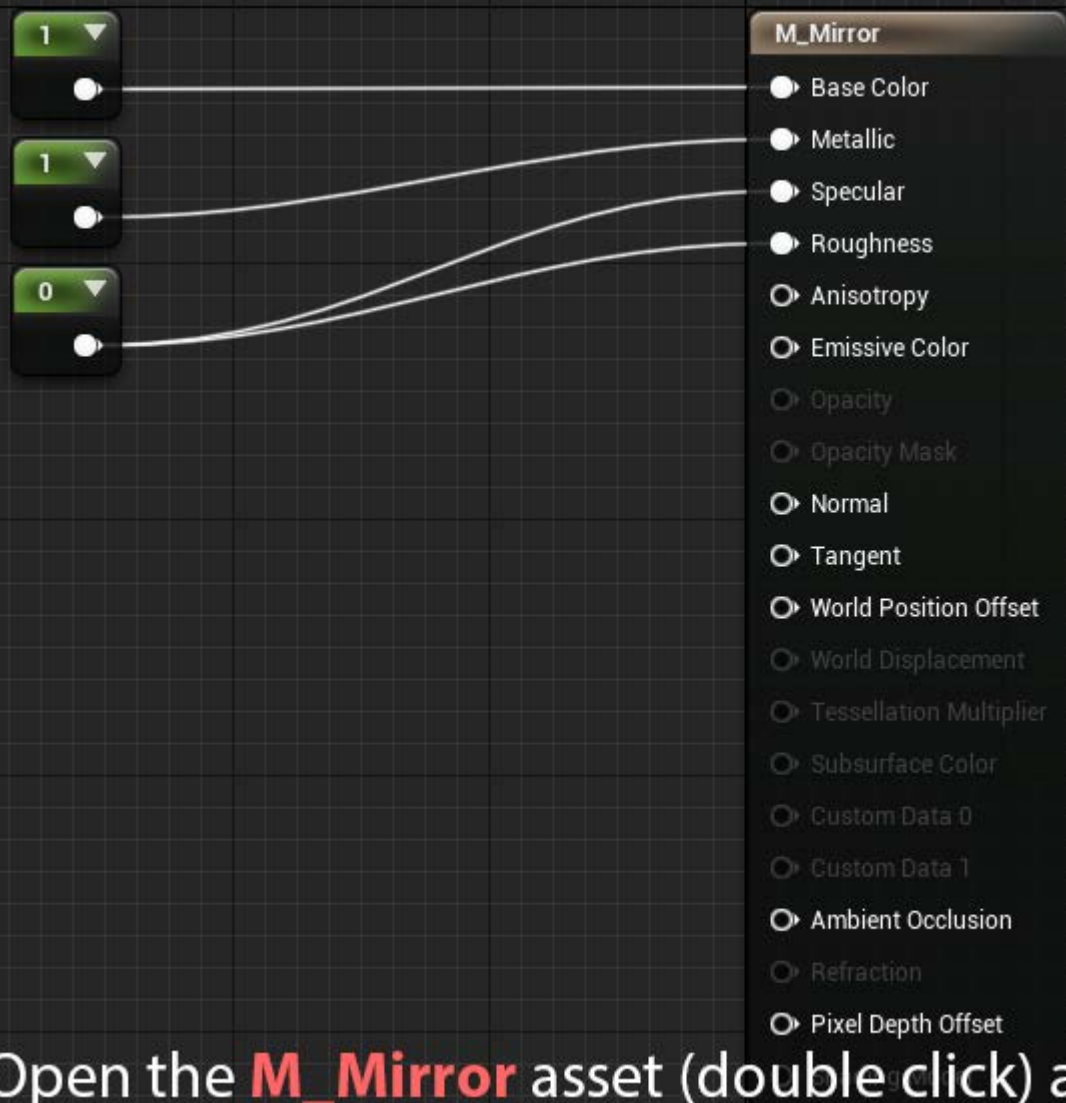 1
M_Mirror
Base Color
1
Metallic
Specular
Roughness
0
Anisotropy
Emissive Color
Opacity
Opacity Mask
Normal
Tangent
World Position Offset
World Displacement
Tessellation Multiplier
Subsurface Color
Custom Data 0
Custom Data 1
Ambient Occlusion
Refraction
Pixel Depth Offset
Open the M_Mirror asset (double click) a